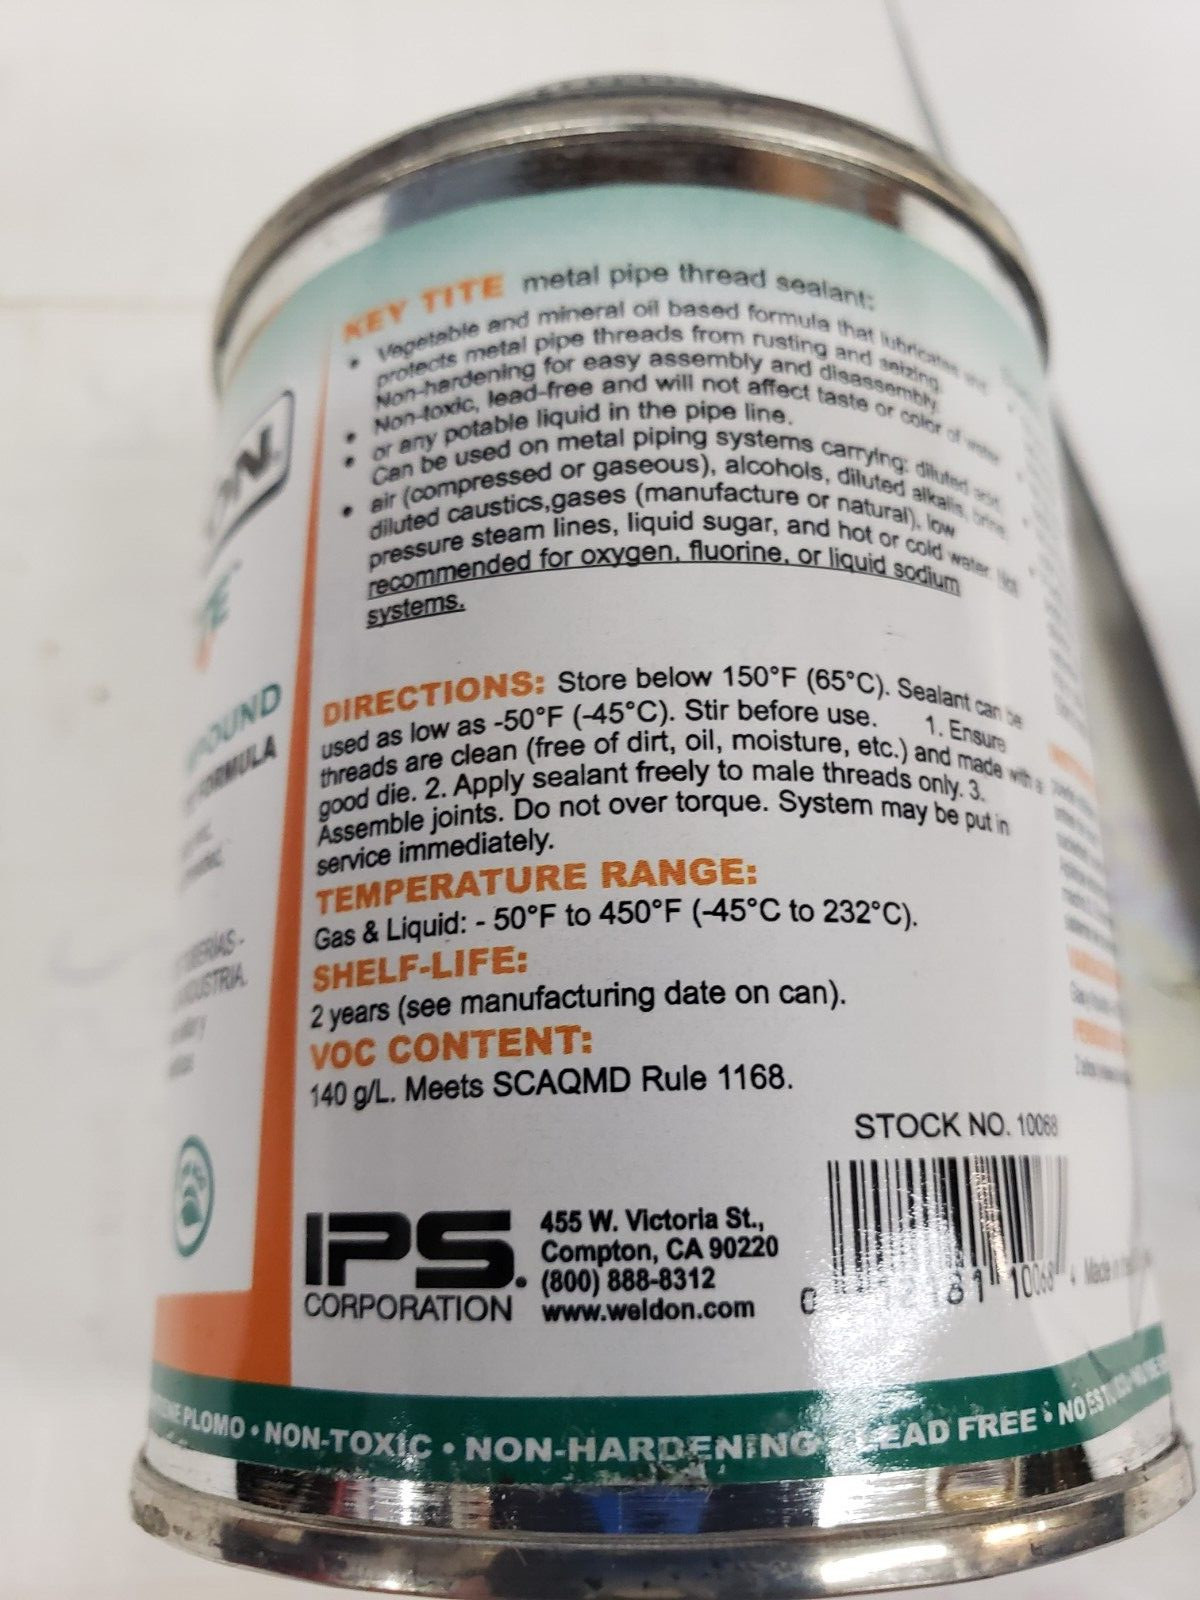 KEY TITE metal pipe thread sealant:
• Vegetable and mineral oil based formula that lubricates and
protects metal pipe threads from rusting and seizing.
Non-hardening for easy assembly and disassembly.
• Non-toxic, lead-free and will not affect taste or color of water
• or any potable liquid in the pipe line.
Can be used on metal piping systems carrying: diluted acid,
• air (compressed or gaseous), alcohols, diluted alkalis, brine
diluted caustics,gases (manufacture or natural), low
pressure steam lines, liquid sugar, and hot or cold water. Not
recommended for oxygen, fluorine, or liquid sodium
systems.
DIRECTIONS: Store below 150°F (65°C). Sealant can be
used as low as -50°F (-45°C). Stir before use. 1. Ensure
threads are clean (free of dirt, oil, moisture, etc.) and made with a
good die. 2. Apply sealant freely to male threads only. 3.
Assemble joints. Do not over torque. System may be put in
service immediately.
TEMPERATURE RANGE:
Gas & Liquid: - 50°F to 450°F (-45°C to 232°C).
SHELF-LIFE:
2 years (see manufacturing date on can).
VOC CONTENT:
140 g/L. Meets SCAQMD Rule 1168.
STOCK NO. 10068
IPS.
CORPORATION
455 W. Victoria St.,
Compton, CA 90220
(800) 888-8312
www.weldon.com
0 10068 4
Made in
ON.
TE™
POUND
FORMULA
PLOMO • NON-TOXIC • NON-HARDENING LEAD FREE • NO